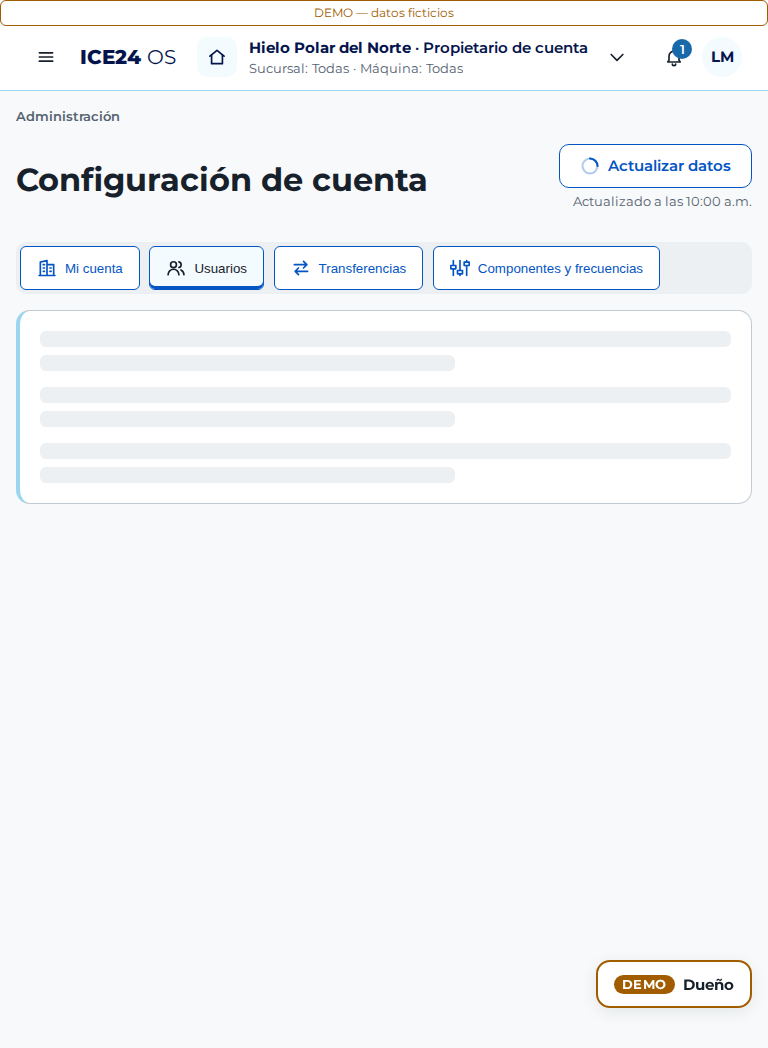 DEMO — datos ficticios
ICE24 OS
Hielo Polar del Norte · Propietario de cuenta
Sucursal: Todas · Máquina: Todas
1
LM
Administración
Configuración de cuenta
Actualizar datos
Actualizado a las 10:00 a.m.
Mi cuenta
Usuarios
Transferencias
Componentes y frecuencias
DEMO Dueño